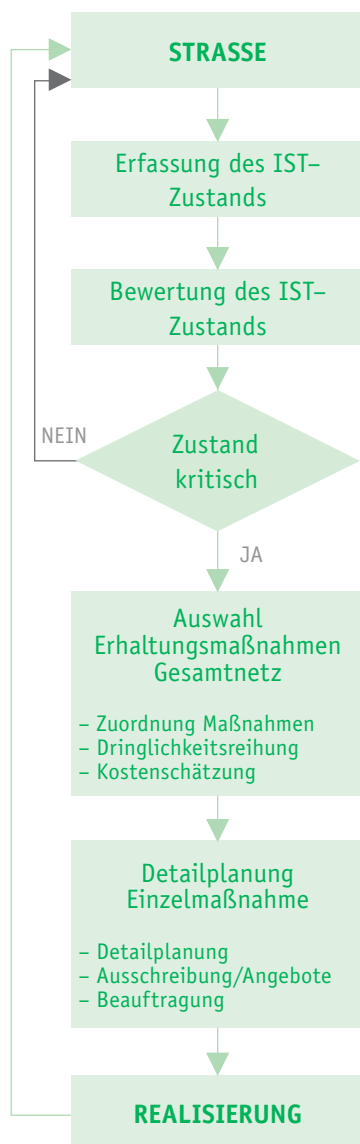 STRASSE
Erfassung des IST–
Zustands
Bewertung des IST–
Zustands
NEIN
Zustand
kritisch
JA
Auswahl
Erhaltungsmaßnahmen
Gesamtnetz
– Zuordnung Maßnahmen
– Dringlichkeitsreihung
– Kostenschätzung
Detailplanung
Einzelmaßnahme
– Detailplanung
– Ausschreibung/Angebote
– Beauftragung
REALISIERUNG